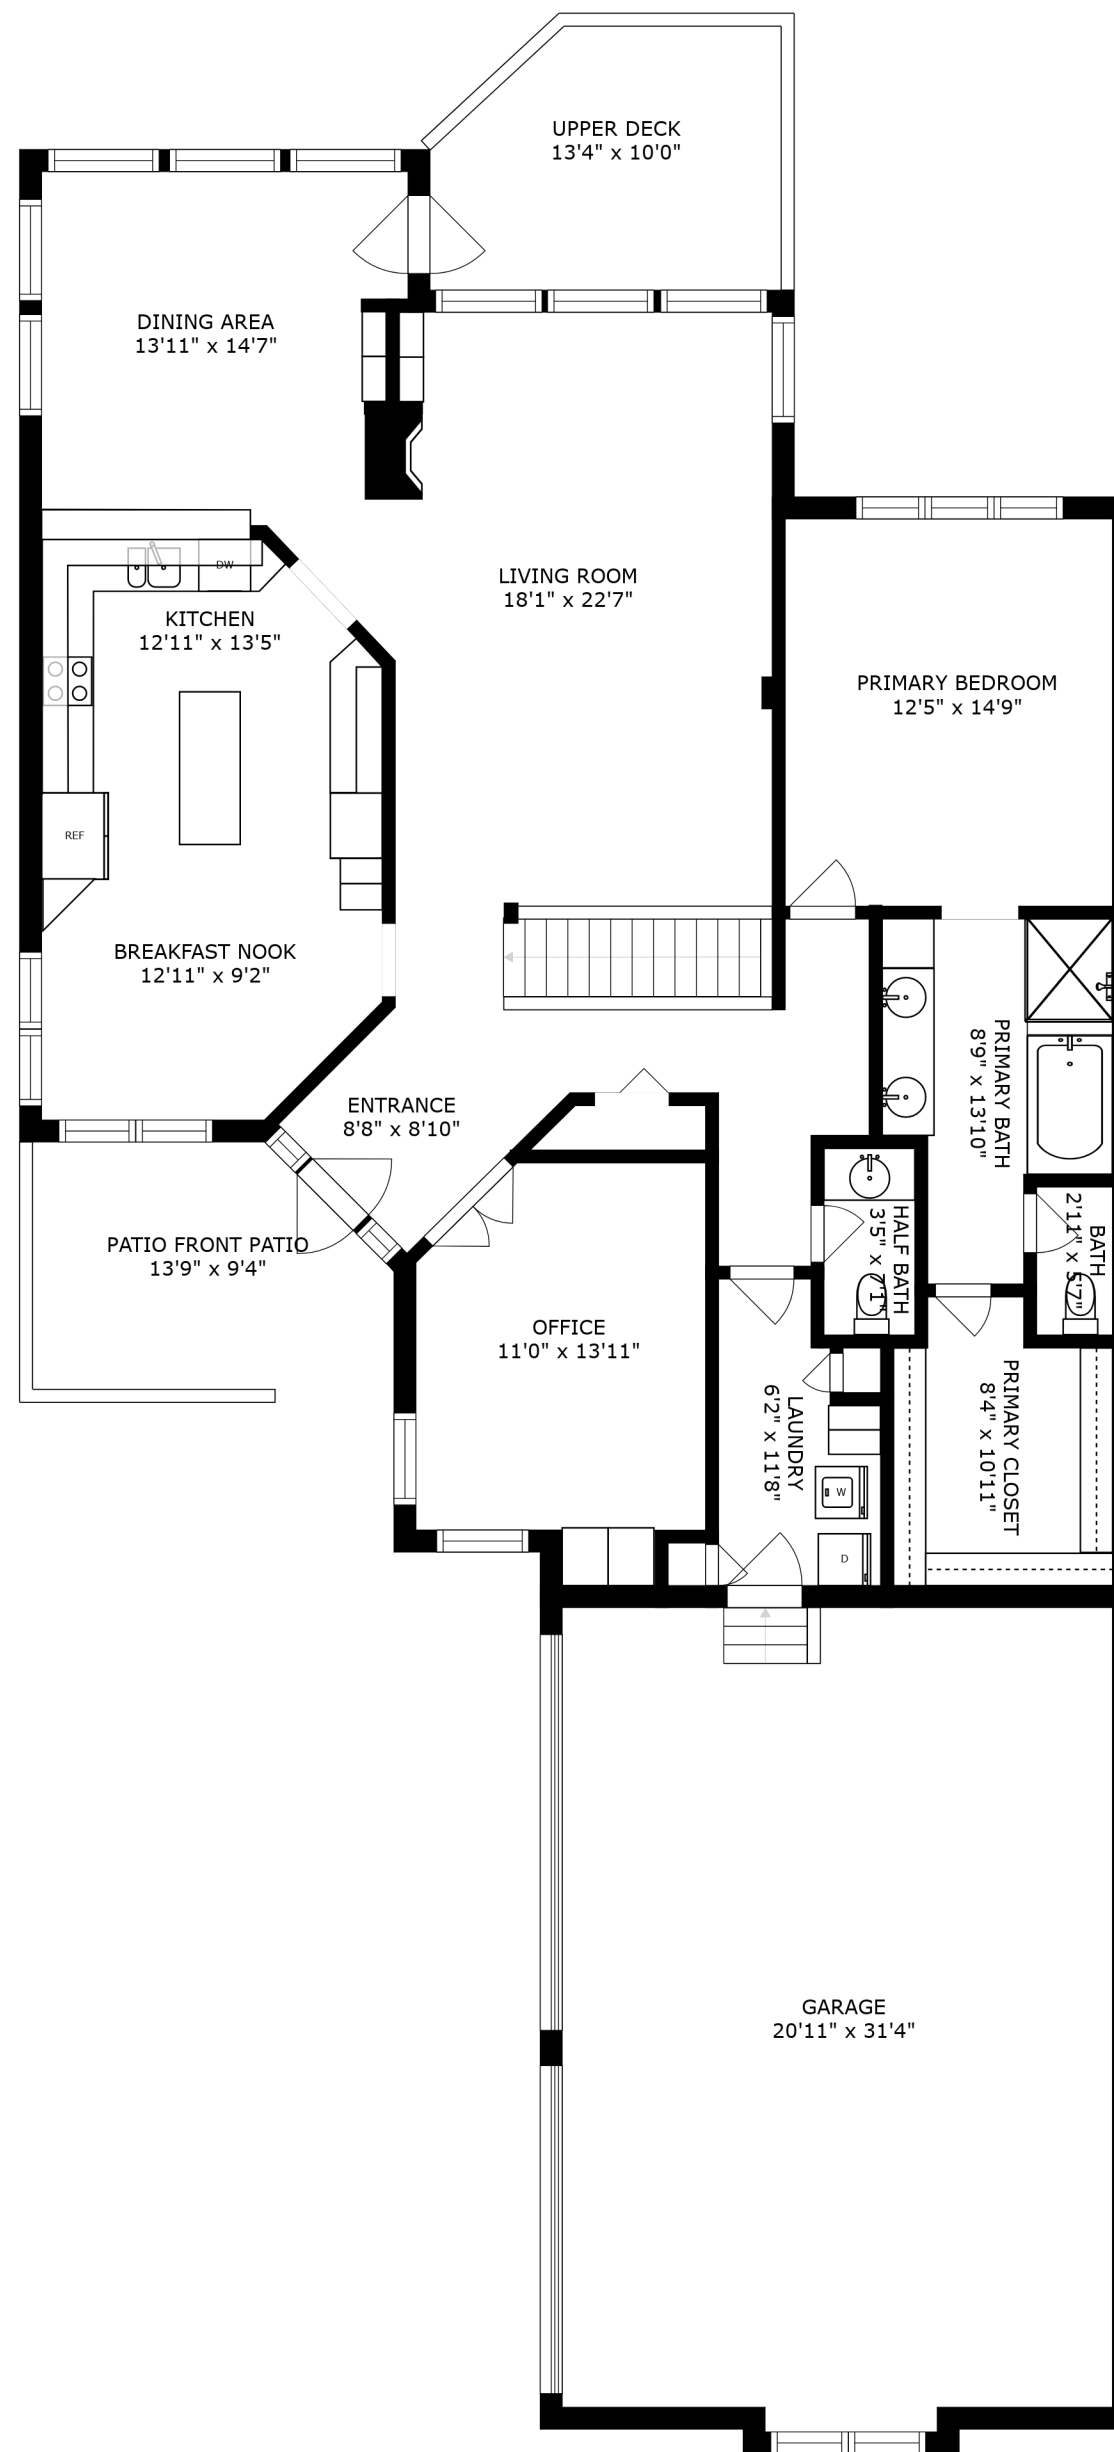 UPPER DECK
13'4" x 10'0"
DINING AREA
13'11" x 14'7"
DW
KITCHEN
12'11" x 13'5"
LIVING ROOM
18'1" x 22'7"
PRIMARY BEDROOM
12'5" x 14'9"
REF
BREAKFAST NOOK
12'11" x 9'2"
PRIMARY BATH
8'9" x 13'10"
ENTRANCE
8'8" x 8'10"
PATIO FRONT PATIO
13'9" x 9'4"
HALF BATH
3'5" x 7'1"
BATH
2'11" x 5'7"
OFFICE
11'0" x 13'11"
LAUNDRY
6'2" x 11'8"
PRIMARY CLOSET
8'4" x 10'11"
W
D
GARAGE
20'11" x 31'4"